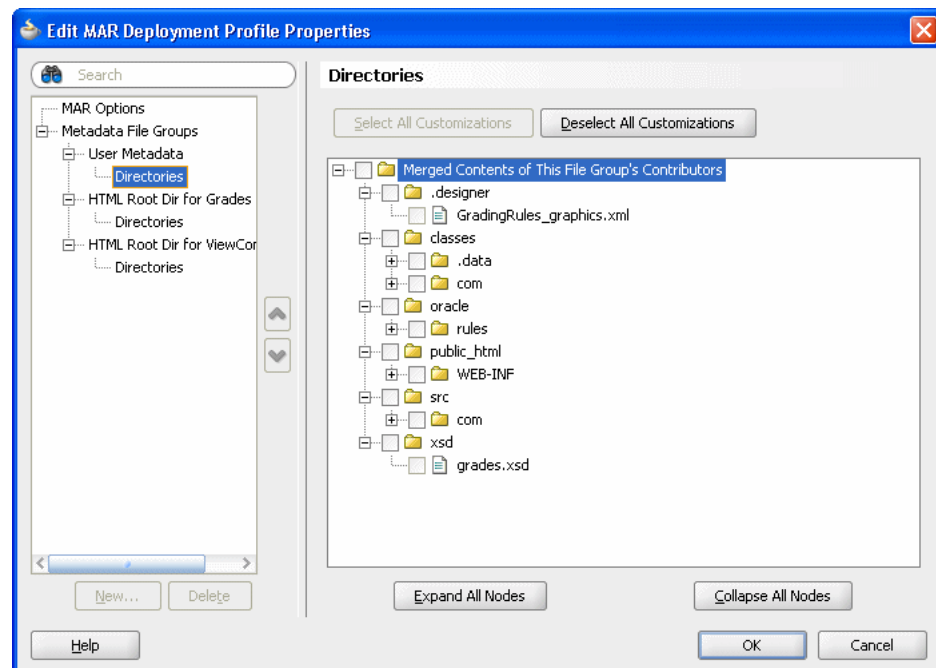 Edit MAR Deployment Profile Properties
Search
MAR Options
Metadata File Groups
User Metadata
Directories
HTML Root Dir for Grades
Directories
HTML Root Dir for ViewCor
Directories
New...
Delete
Directories
Select All Customizations
Deselect All Customizations
Merged Contents of This File Group's Contributors
.designer
GradingRules_graphics.xml
classes
.data
com
oracle
rules
public_html
WEB-INF
src
com
xsd
grades.xsd
Expand All Nodes
Collapse All Nodes
Help
OK
Cancel